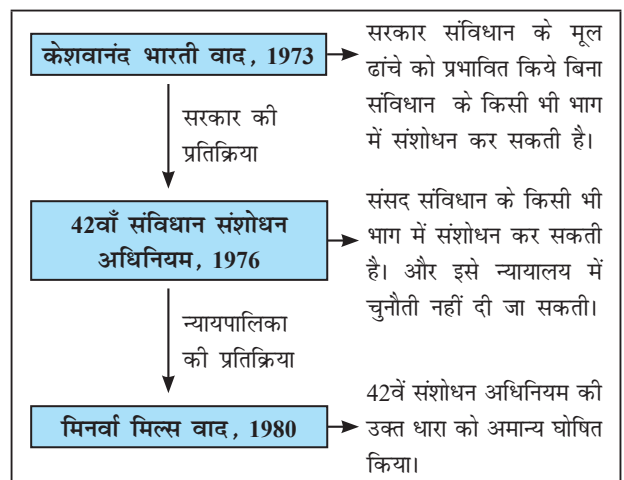 केशवानंद भारती वाद, 1973
सरकार संविधान के मूल
ढांचे को प्रभावित किये बिना
संविधान के किसी भी भाग
में संशोधन कर सकती है।
सरकार की
प्रतिक्रिया
42वाँ संविधान संशोधन
अधिनियम, 1976
संसद संविधान के किसी भी
भाग में संशोधन कर सकती
है। और इसे न्यायालय में
चुनौती नहीं दी जा सकती।
न्यायपालिका
की प्रतिक्रिया
मिनर्वा मिल्स वाद, 1980
42वें संशोधन अधिनियम की
उक्त धारा को अमान्य घोषित
किया।